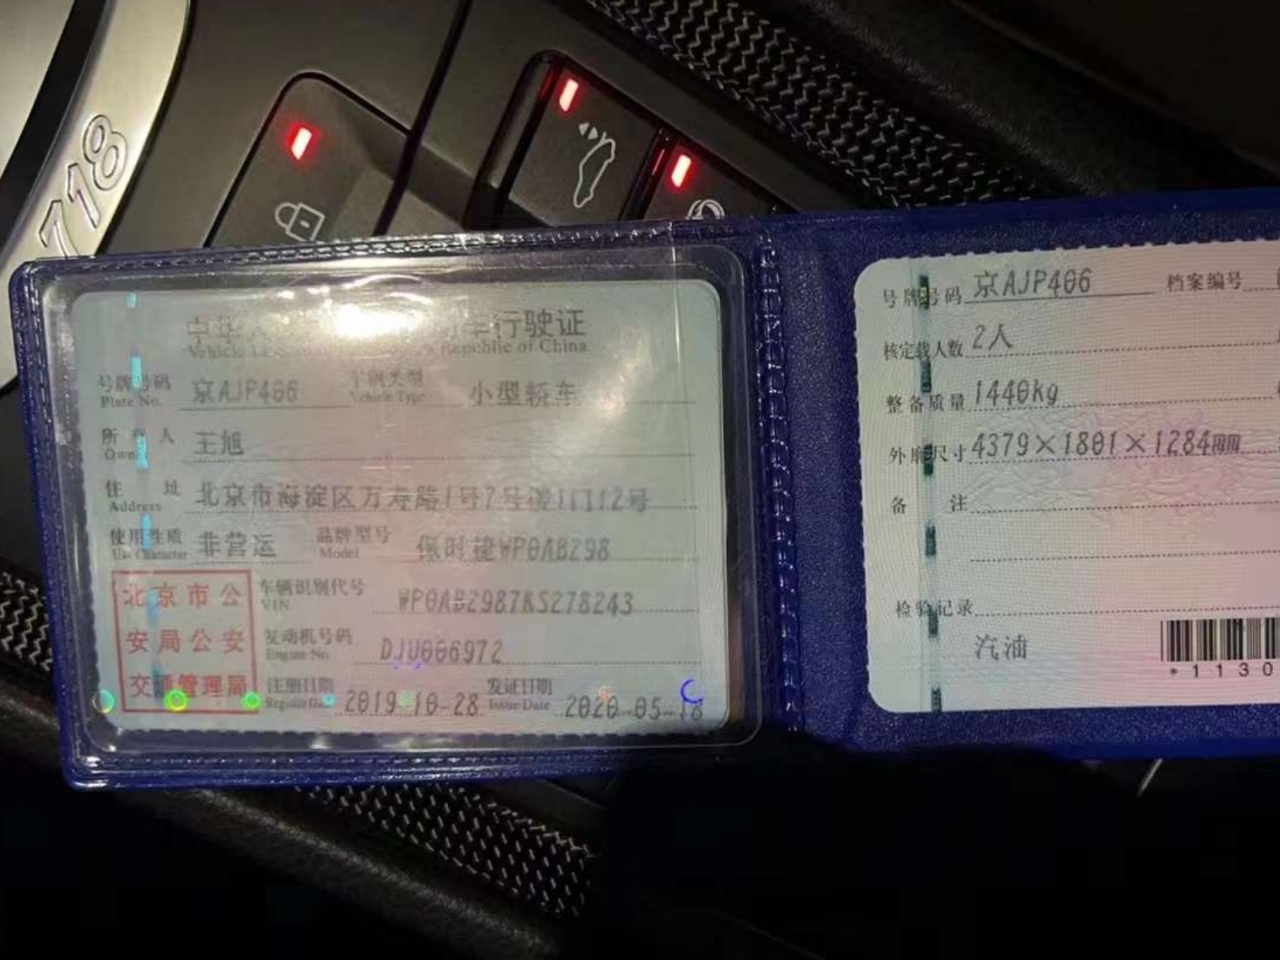 718
中华人 车行驶证
Vehicle Republic of China
号牌号码 京AJP406 车辆类型 小型轿车
Plate No. Vehicle Type
所有人 王旭
Owner
住 址 北京市海淀区万寿路1号7号楼1门12号
Address
使用性质 非营运 品牌型号 保时捷WP0AB298
Use Character Model
北京市公
安局公安
交通管理局
车辆识别代号 WP0AB2987KS278243
VIN
发动机号码 DJU006972
Engine No.
注册日期 2019-10-28 发证日期 2020-05-18
Register Date Issue Date
号牌号码 京AJP406 档案编号
核定载人数 2人
整备质量 1440kg
外廓尺寸 4379×1801×1284mm
备 注
检验记录
汽油
*1130